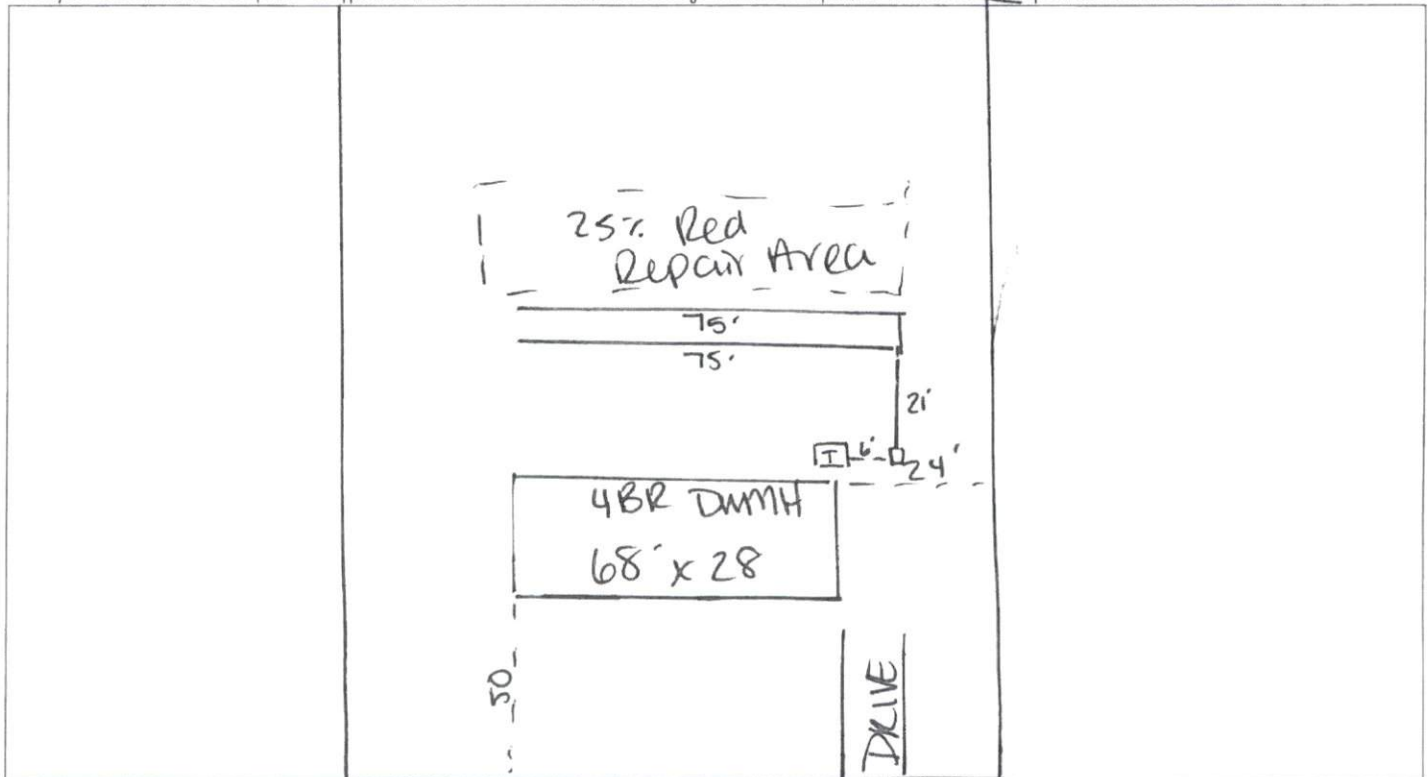 25% Red
Repair Area
75'
75'
21'
I 6' 24'
4BR DWMH
68' x 28
50
DRIVE